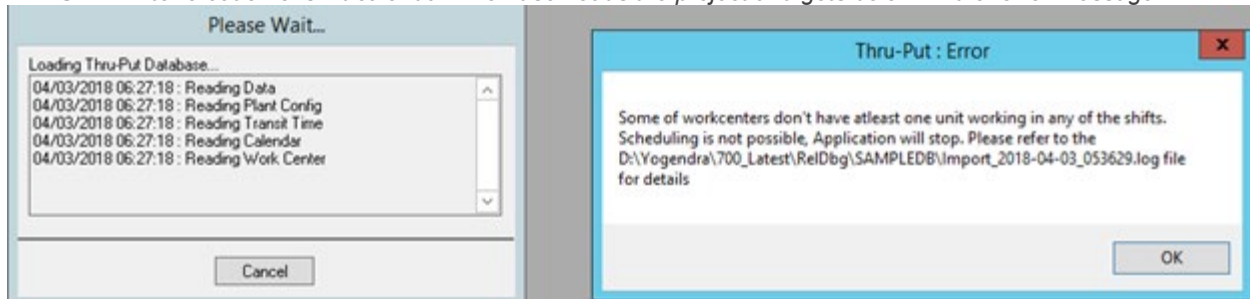 Please Wait...
Loading Thru-Put Database...
04/03/2018 06:27:18 : Reading Data
04/03/2018 06:27:18 : Reading Plant Config
04/03/2018 06:27:18 : Reading Transit Time
04/03/2018 06:27:18 : Reading Calendar
04/03/2018 06:27:18 : Reading Work Center
Cancel
Thru-Put : Error
x
Some of workcenters don't have atleast one unit working in any of the shifts.
Scheduling is not possible, Application will stop. Please refer to the
D:\Yogendra\700_Latest\RelDbg\SAMPLEDB\Import_2018-04-03_053629.log file
for details
OK